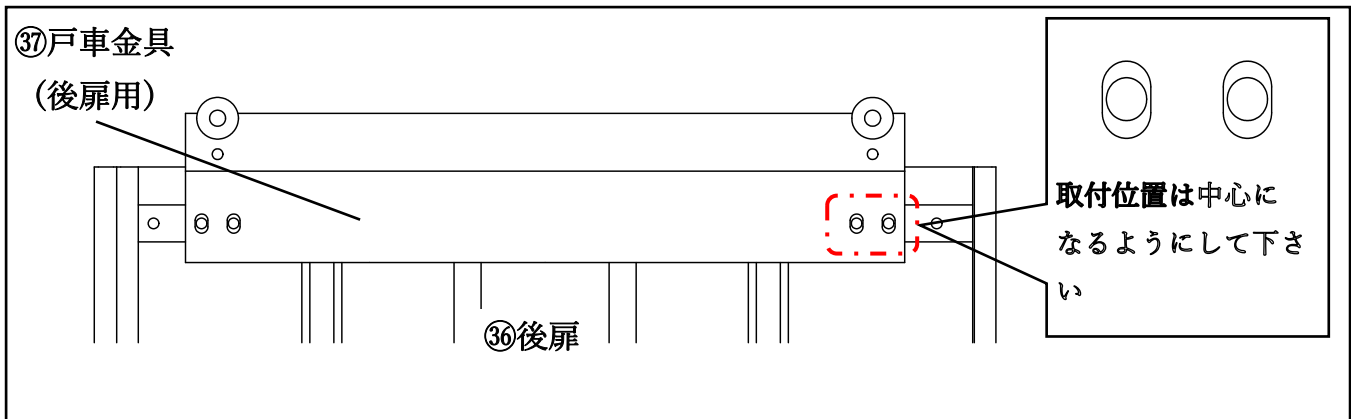 ㊲戸車金具
（後扉用）
取付位置は中心に
なるようにして下さ
い
㊱後扉